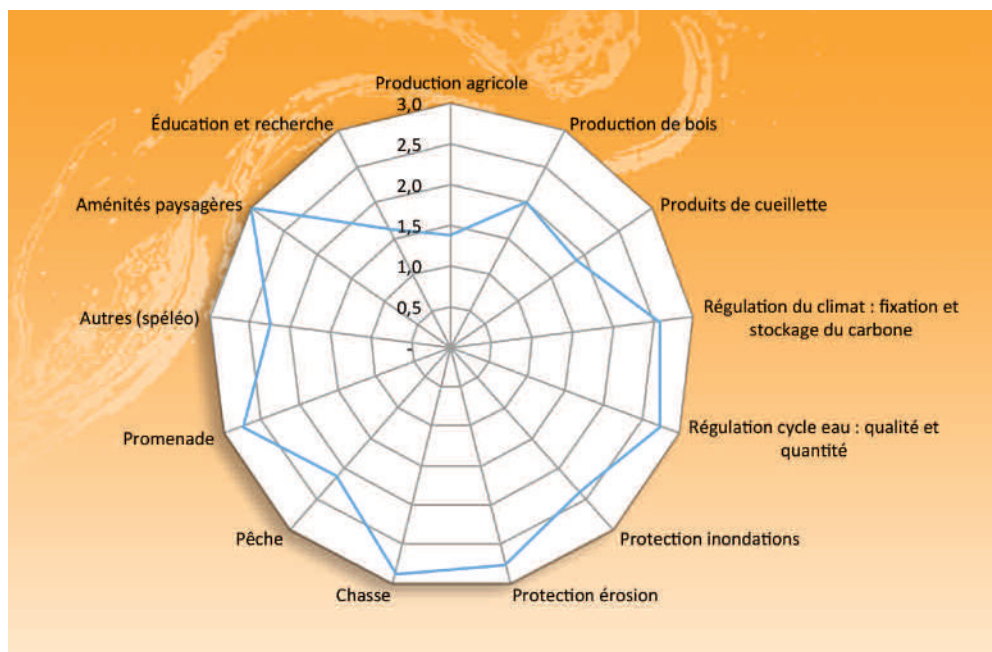 Production agricole
3,0
Éducation et recherche
Production de bois
2,5
2,0
Aménités paysagères
Produits de cueillette
1,5
1,0
Autres (spéléo)
0,5
Régulation du climat : fixation et
stockage du carbone
-
Promenade
Régulation cycle eau : qualité et
quantité
Pêche
Protection inondations
Chasse
Protection érosion